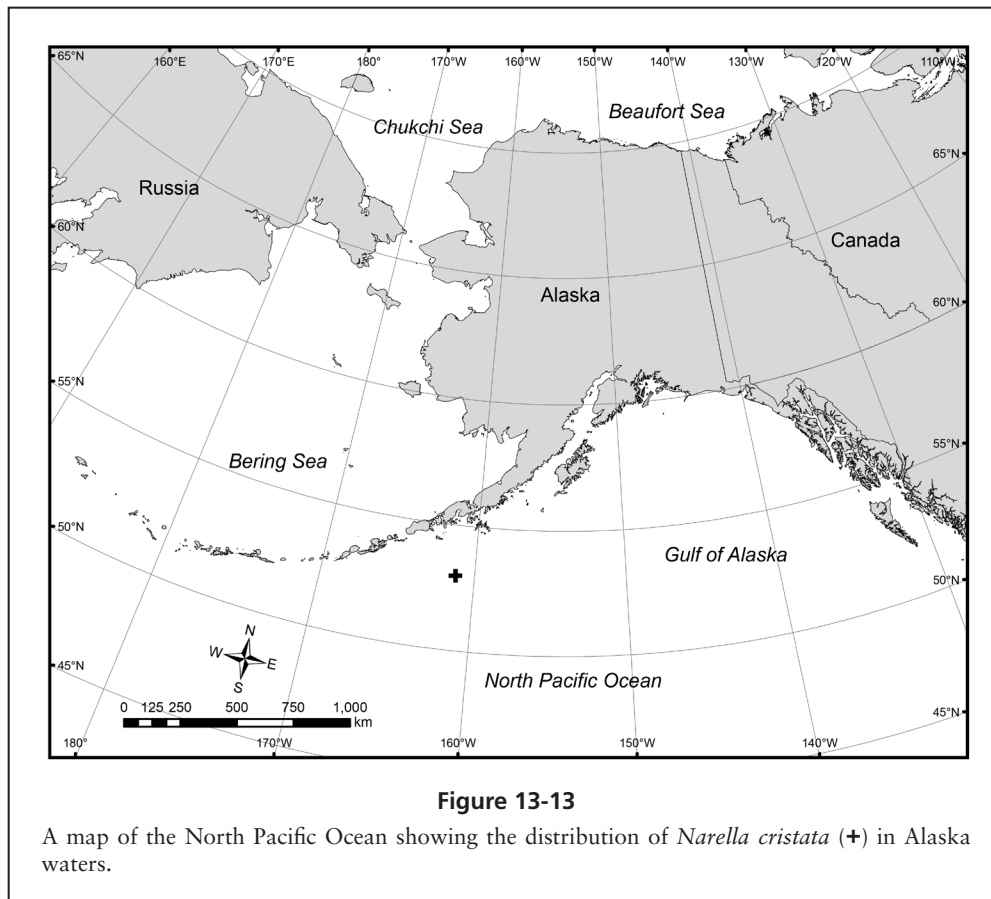 65°N 160°E 170°E 180° 170°W 160°W 150°W 140°W 130°W 120°W 110°W
Beaufort Sea
Chukchi Sea
65°N
Russia
60°N
Canada
Alaska
60°N
55°N
55°N
Bering Sea
50°N
Gulf of Alaska
50°N
N
W
E
S
45°N
North Pacific Ocean
0 125 250 500 750 1,000
km
45°N
180° 170°W 160°W 150°W 140°W
Figure 13-13
A map of the North Pacific Ocean showing the distribution of Narella cristata (+) in Alaska
waters.